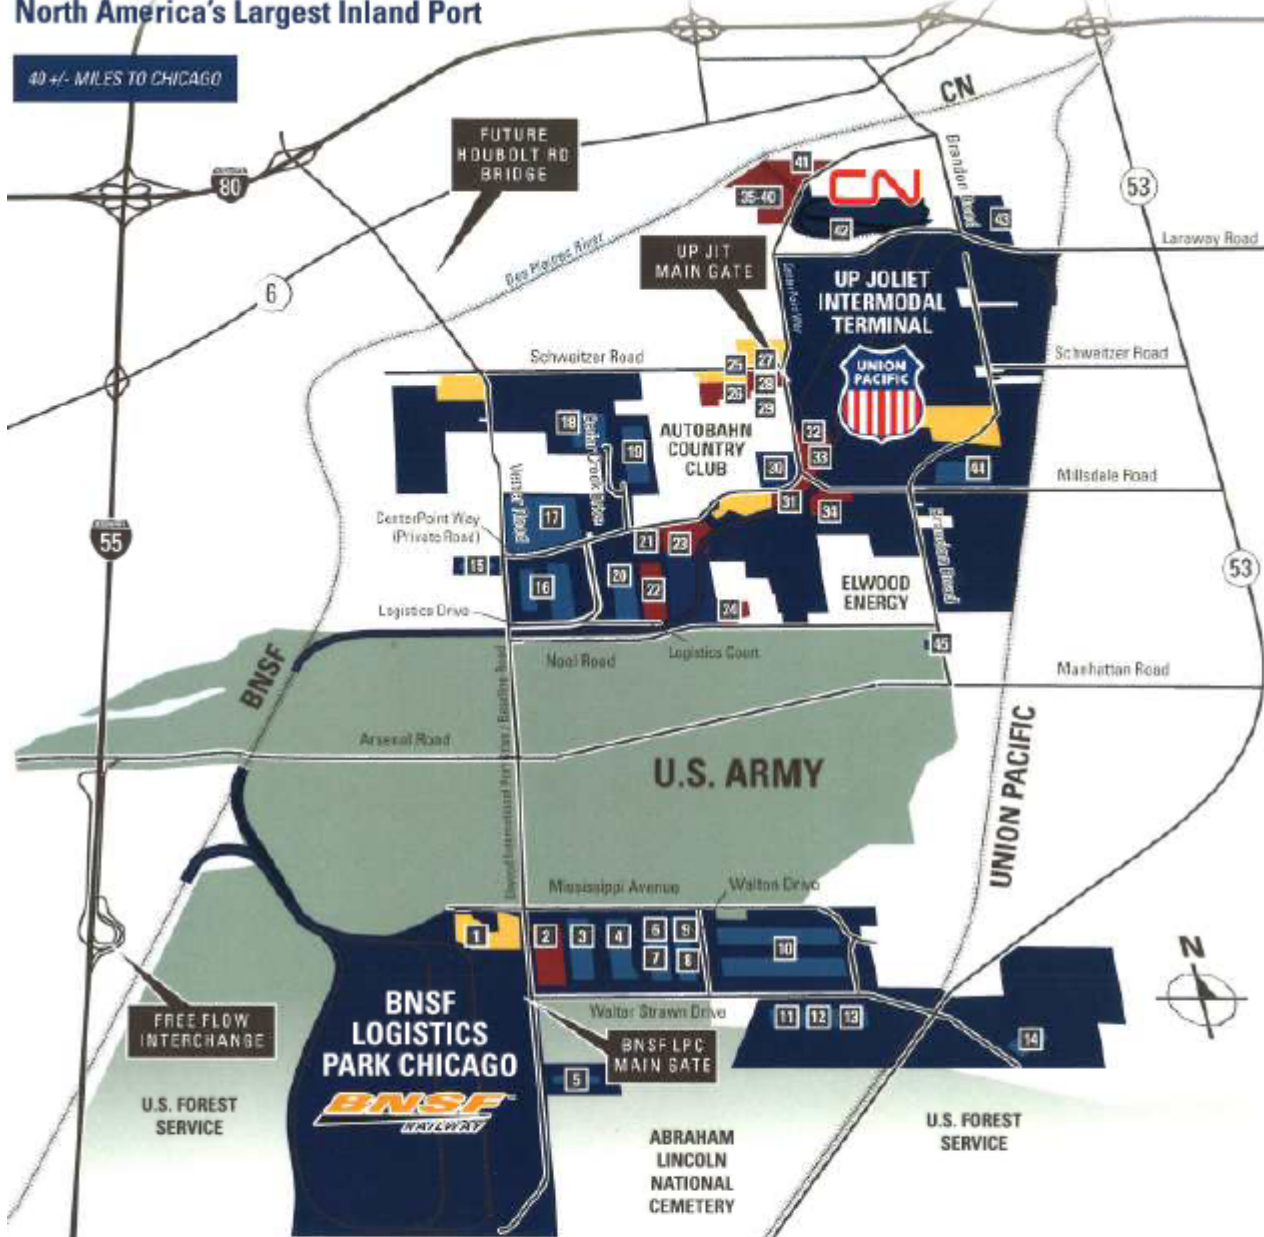 North America's Largest Inland Port
40 +/- MILES TO CHICAGO
80
FUTURE
HOUBOLT RD
BRIDGE
CN
Brandon Road
53
41
35-40
CN
42
43
Laraway Road
Des Plaines River
UP JIT
MAIN GATE
CenterPoint Way
UP JOLIET
INTERMODAL
TERMINAL
6
Schweitzer Road
25
27
26
28
29
UNION
PACIFIC
Schweitzer Road
18
19
AUTOBAHN
COUNTRY
CLUB
32
33
30
44
Millsdale Road
31
34
CenterPoint Way
(Private Road)
17
55
21
23
15
16
20
22
24
ELWOOD
ENERGY
Brandon Road
53
Logistics Drive
Noel Road
Logistics Court
45
Manhattan Road
BNSF
Arsenal Road
U.S. ARMY
UNION PACIFIC
Mississippi Avenue
Walton Drive
1
2
3
4
6
9
7
8
10
N
FREE FLOW
INTERCHANGE
BNSF
LOGISTICS
PARK CHICAGO
BNSF
RAILWAY
Walter Strawn Drive
11
12
13
14
BNSF LPC
MAIN GATE
5
U.S. FOREST
SERVICE
ABRAHAM
LINCOLN
NATIONAL
CEMETERY
U.S. FOREST
SERVICE